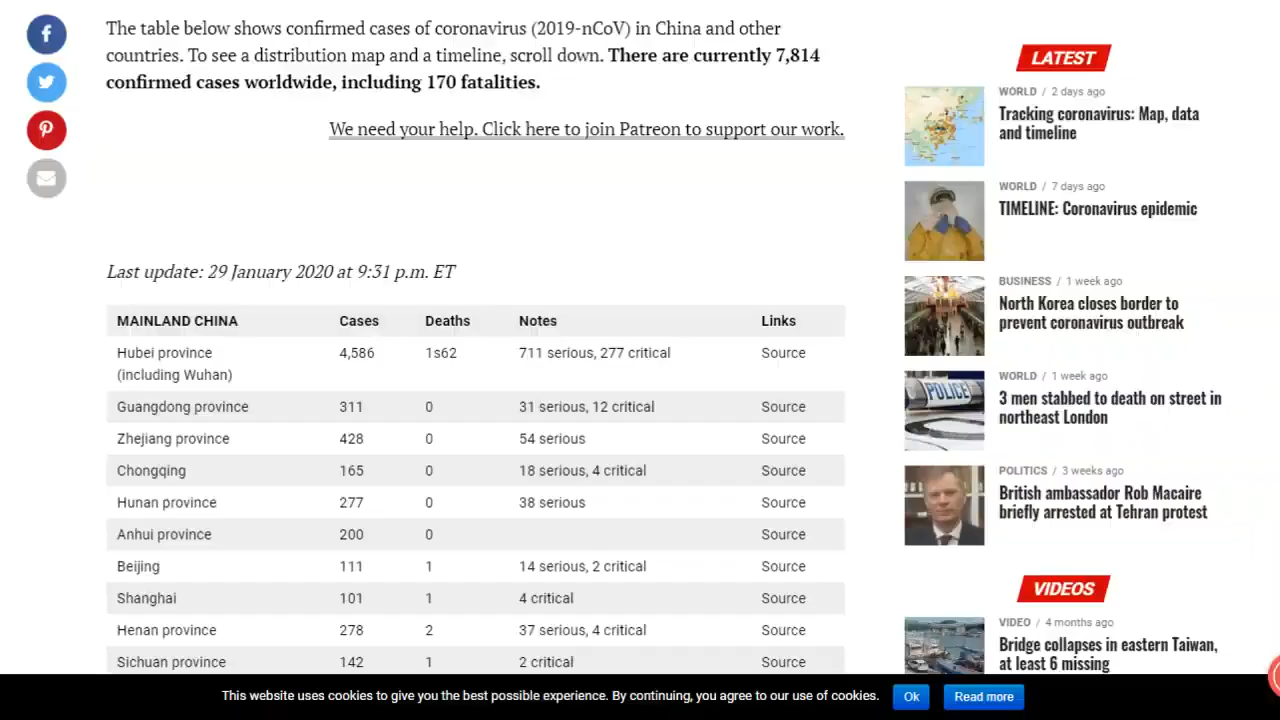 The table below shows confirmed cases of coronavirus (2019-nCoV) in China and other
countries. To see a distribution map and a timeline, scroll down. There are currently 7,814
confirmed cases worldwide, including 170 fatalities.
We need your help. Click here to join Patreon to support our work.
Last update: 29 January 2020 at 9:31 p.m. ET
MAINLAND CHINA Cases Deaths Notes Links
Hubei province 4,586 1s62 711 serious, 277 critical Source
(including Wuhan)
Guangdong province 311 0 31 serious, 12 critical Source
Zhejiang province 428 0 54 serious Source
Chongqing 165 0 18 serious, 4 critical Source
Hunan province 277 0 38 serious Source
Anhui province 200 0 Source
Beijing 111 1 14 serious, 2 critical Source
Shanghai 101 1 4 critical Source
Henan province 278 2 37 serious, 4 critical Source
Sichuan province 142 1 2 critical Source
LATEST
WORLD / 2 days ago
Tracking coronavirus: Map, data
and timeline
WORLD / 7 days ago
TIMELINE: Coronavirus epidemic
BUSINESS / 1 week ago
North Korea closes border to
prevent coronavirus outbreak
POLICE
WORLD / 1 week ago
3 men stabbed to death on street in
northeast London
POLITICS / 3 weeks ago
British ambassador Rob Macaire
briefly arrested at Tehran protest
VIDEOS
VIDEO / 4 months ago
Bridge collapses in eastern Taiwan,
at least 6 missing
This website uses cookies to give you the best possible experience. By continuing, you agree to our use of cookies. Ok Read more